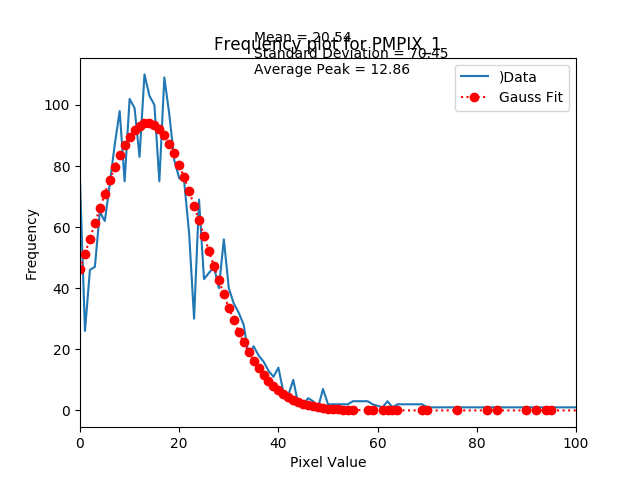 Mean = 20.54
Frequency plot for PMPIX_1
Standard Deviation = 70.45
Average Peak = 12.86
)Data
Gauss Fit
Frequency
100
80
60
40
20
0
0 20 40 60 80 100
Pixel Value